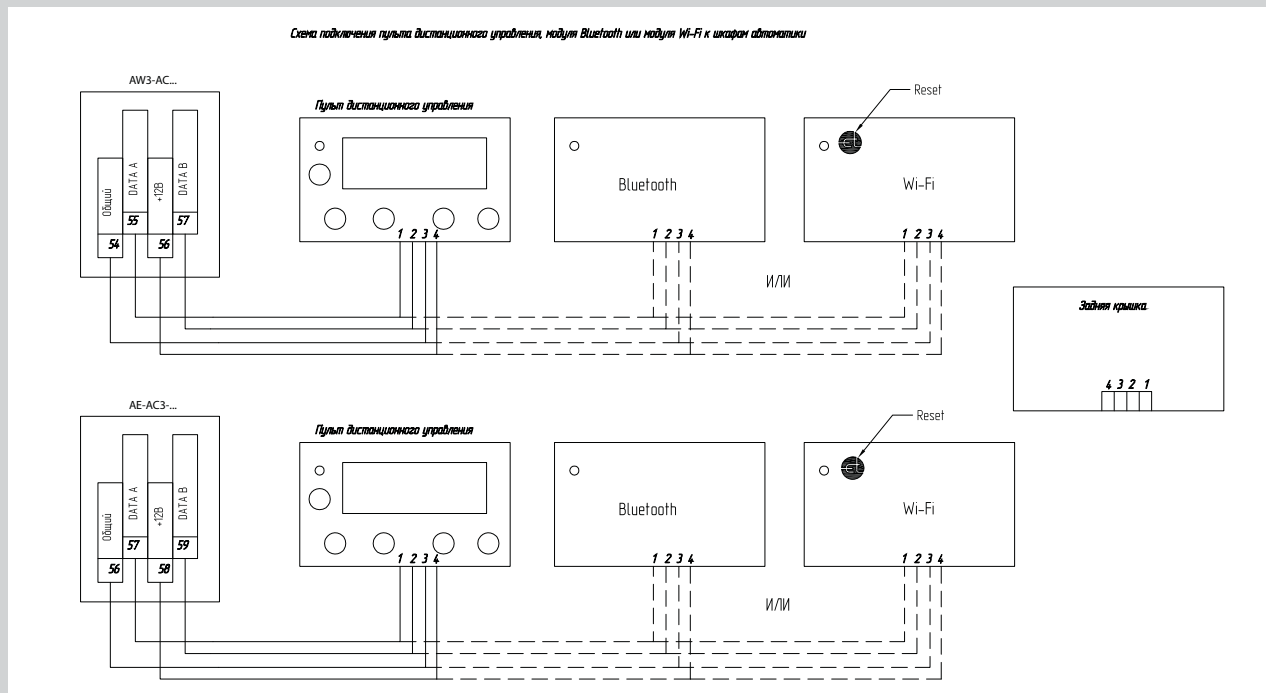 Схема подключения пульта дистанционного управления, модуля Bluetooth или модуля Wi-Fi к шкафам автоматики
AW3-AC...
Reset
Пульт дистанционного управления
Общий
DATA A
+12В
DATA B
54
55
56
57
Bluetooth
Wi-Fi
1 2 3 4
1 2 3 4
1 2 3 4
И/ІИ
Задняя крышка
4 3 2 1
AE-AC3-...
Reset
Пульт дистанционного управления
Общий
DATA A
+12В
DATA B
56
57
58
59
Bluetooth
Wi-Fi
1 2 3 4
1 2 3 4
1 2 3 4
И/ІИ